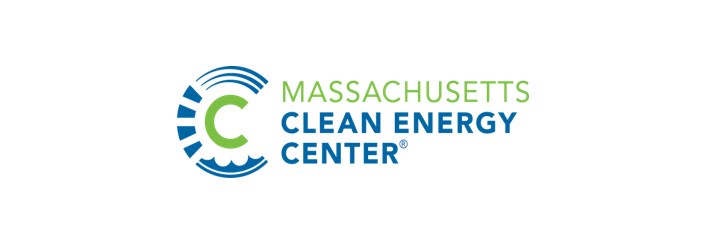 C
MASSACHUSETTS
CLEAN ENERGY
CENTER®